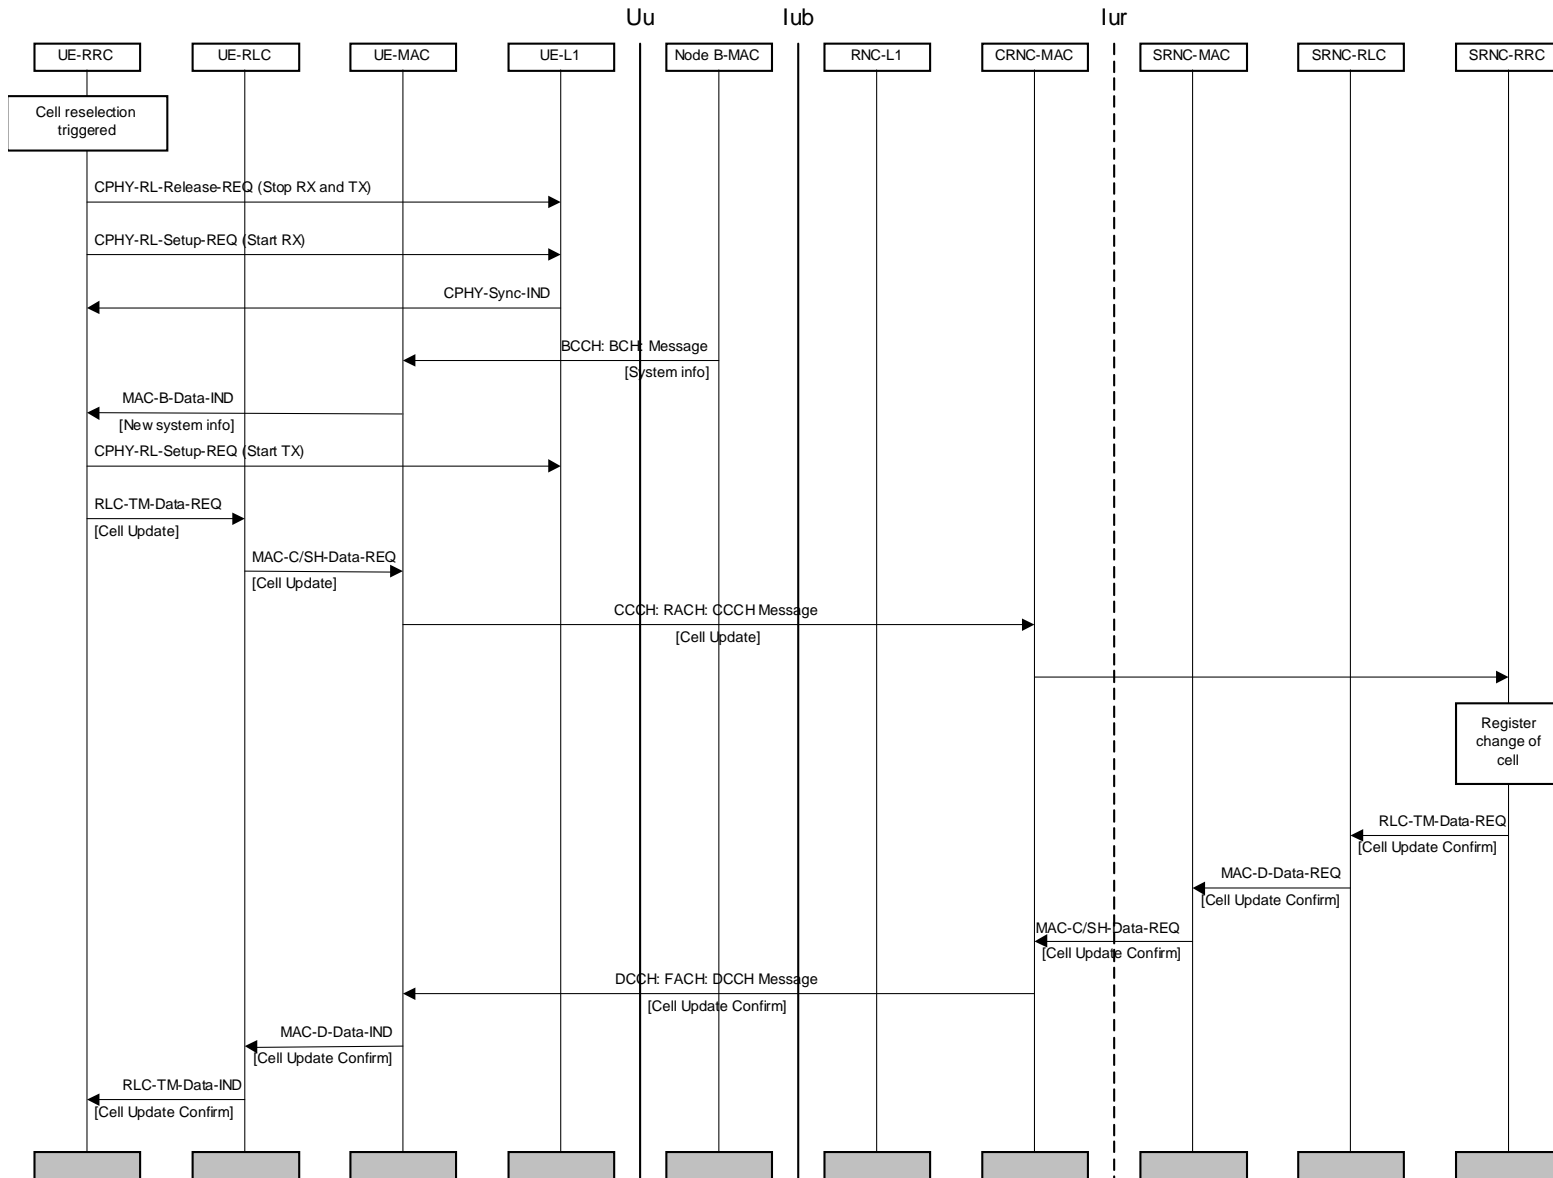 Uu Iub Iur
UE-RRC UE-RLC UE-MAC UE-L1 Node B-MAC RNC-L1 CRNC-MAC SRNC-MAC SRNC-RLC SRNC-RRC
Cell reselection
triggered
CPHY-RL-Release-REQ (Stop RX and TX)
CPHY-RL-Setup-REQ (Start RX)
CPHY-Sync-IND
BCCH: BCH: Message
[System info]
MAC-B-Data-IND
[New system info]
CPHY-RL-Setup-REQ (Start TX)
RLC-TM-Data-REQ
[Cell Update]
MAC-C/SH-Data-REQ
[Cell Update]
CCCH: RACH: CCCH Message
[Cell Update]
Register
change of
cell
RLC-TM-Data-REQ
[Cell Update Confirm]
MAC-D-Data-REQ
[Cell Update Confirm]
MAC-C/SH-Data-REQ
[Cell Update Confirm]
DCCH: FACH: DCCH Message
[Cell Update Confirm]
MAC-D-Data-IND
[Cell Update Confirm]
RLC-TM-Data-IND
[Cell Update Confirm]